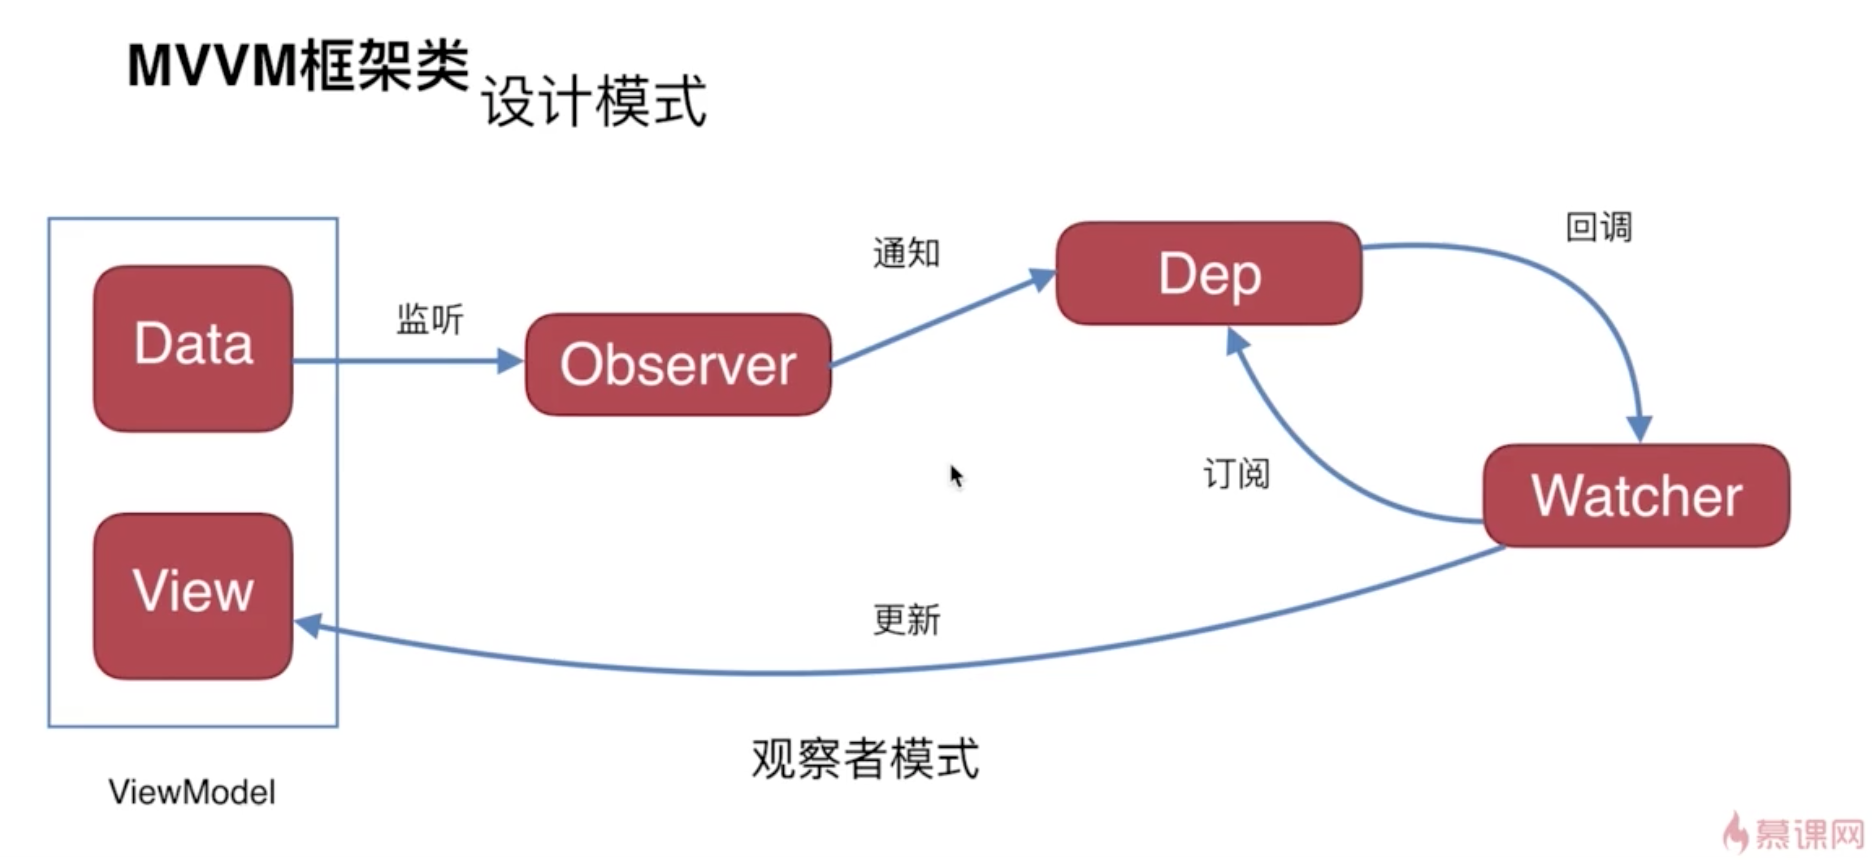 MVVM框架类
设计模式
回调
通知
Dep
监听
Data
Observer
订阅
Watcher
View
更新
观察者模式
ViewModel
慕课网